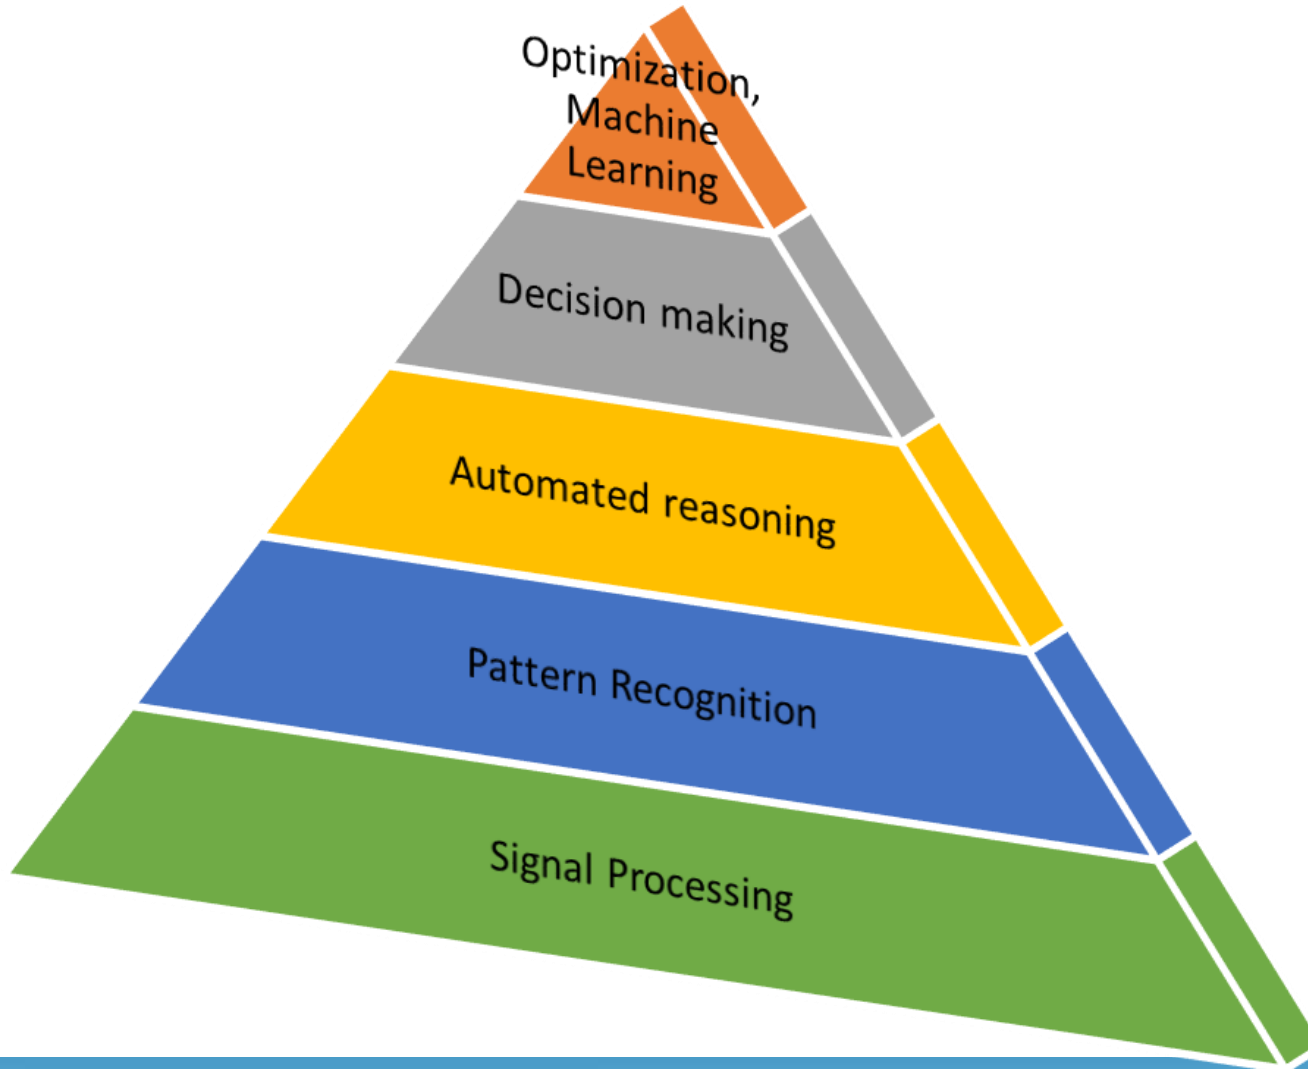 Optimization,
Machine
Learning
Decision making
Automated reasoning
Pattern Recognition
Signal Processing